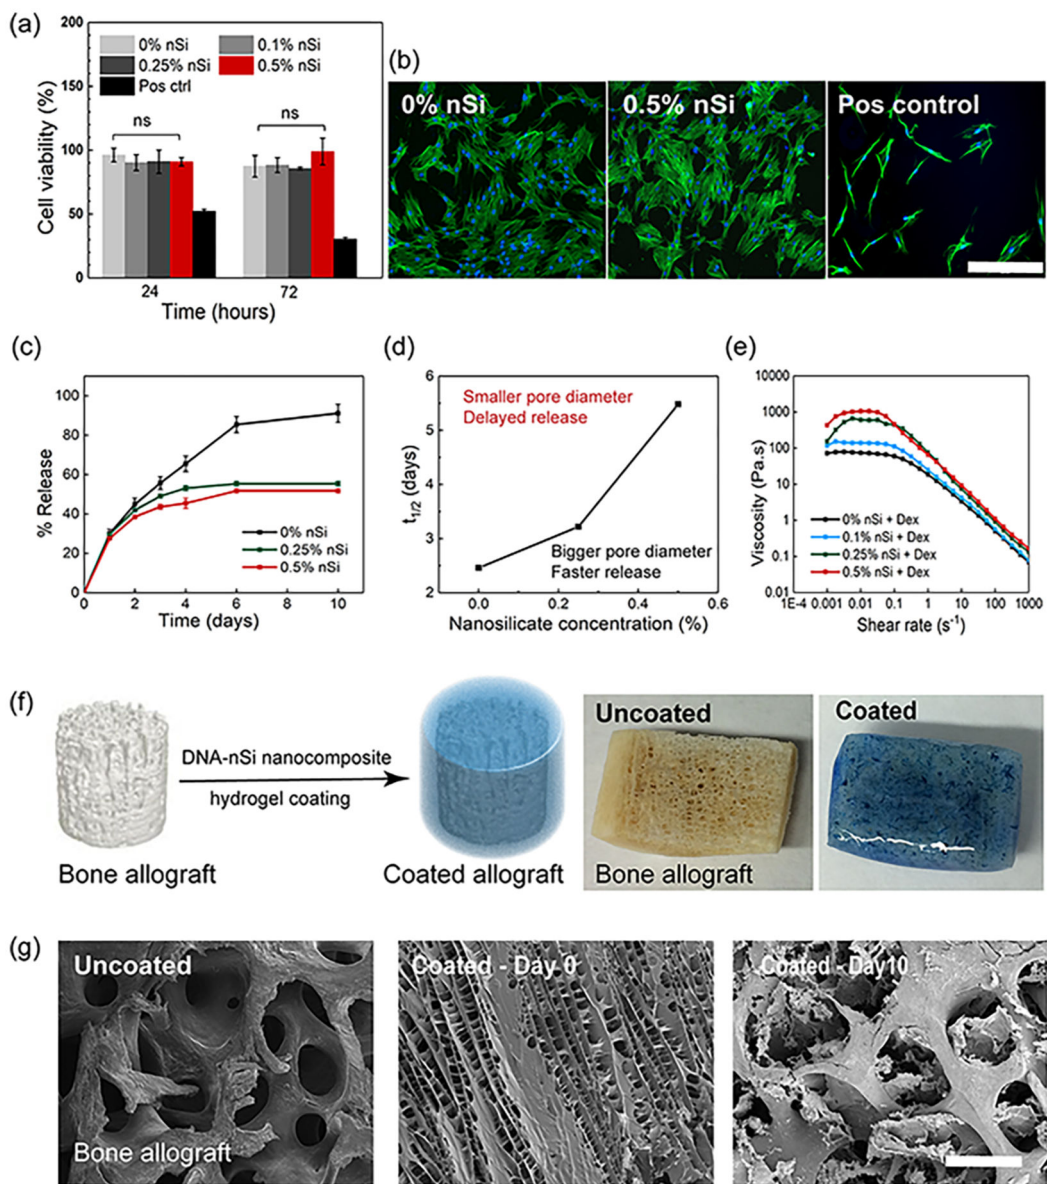 (a)
200
150
100
50
0
Cell viability (%)
0% nSi
0.1% nSi
0.25% nSi
0.5% nSi
Pos ctrl
ns
ns
24
72
Time (hours)
(b)
0% nSi
0.5% nSi
Pos control
(c)
100
80
60
40
20
0
% Release
0% nSi
0.25% nSi
0.5% nSi
0 2 4 6 8 10
Time (days)
(d)
6
5
4
3
2
t1/2 (days)
Smaller pore diameter
Delayed release
Bigger pore diameter
Faster release
0.0 0.2 0.4 0.6
Nanosilicate concentration (%)
(e)
10000
1000
100
10
1
0.1
0.01
Viscosity (Pa.s)
0% nSi + Dex
0.1% nSi + Dex
0.25% nSi + Dex
0.5% nSi + Dex
1E-4 0.001 0.01 0.1 1 10 100 1000
Shear rate (s-1)
(f)
DNA-nSi nanocomposite
hydrogel coating
Bone allograft
Coated allograft
Uncoated
Bone allograft
Coated
(g)
Uncoated
Bone allograft
Coated - Day 0
Coated - Day10